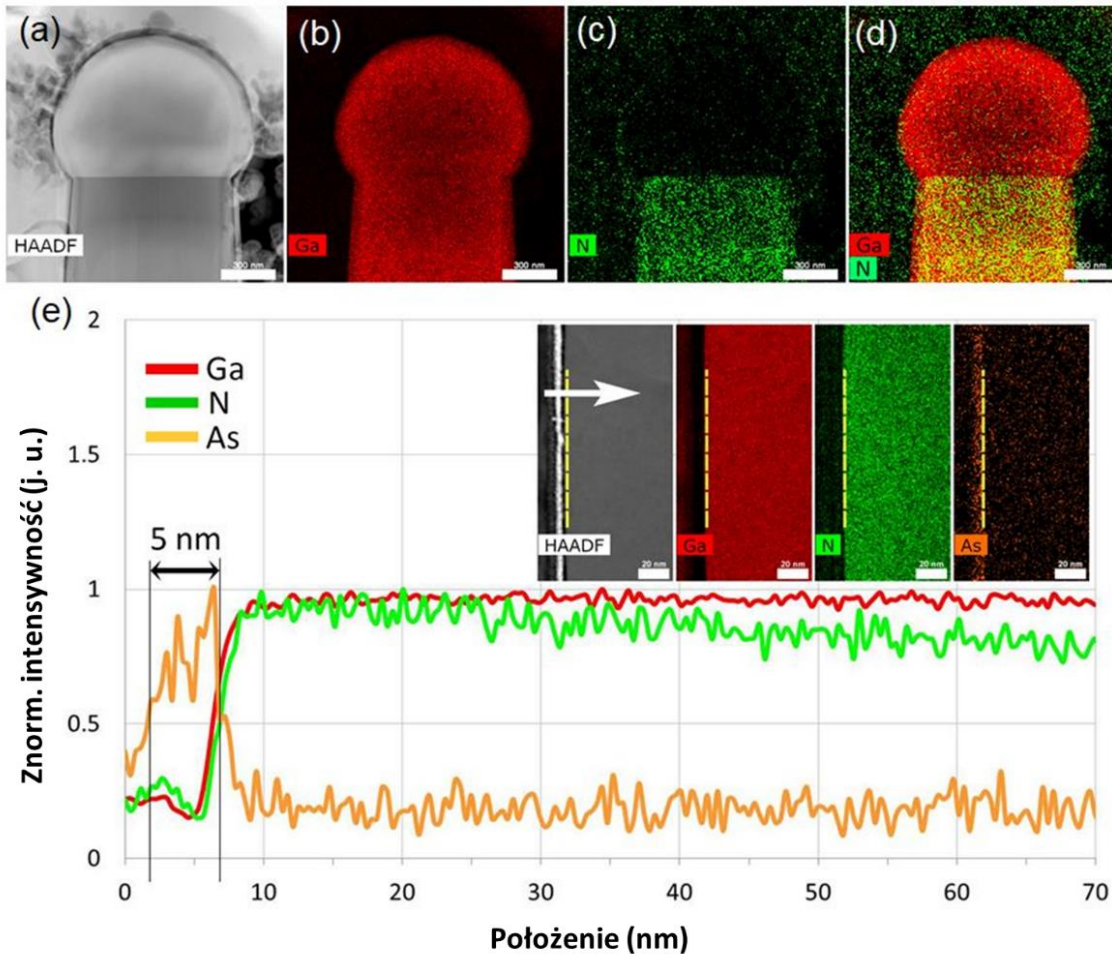 (a)
(b)
(c)
(d)
HAADF
300 nm
Ga
300 nm
N
300 nm
Ga
N
300 nm
(e)
2
1.5
1
0.5
0
Ga
N
As
5 nm
HAADF
20 nm
Ga
20 nm
N
20 nm
As
20 nm
Znorm. intensywność (j. u.)
0 10 20 30 40 50 60 70
Położenie (nm)